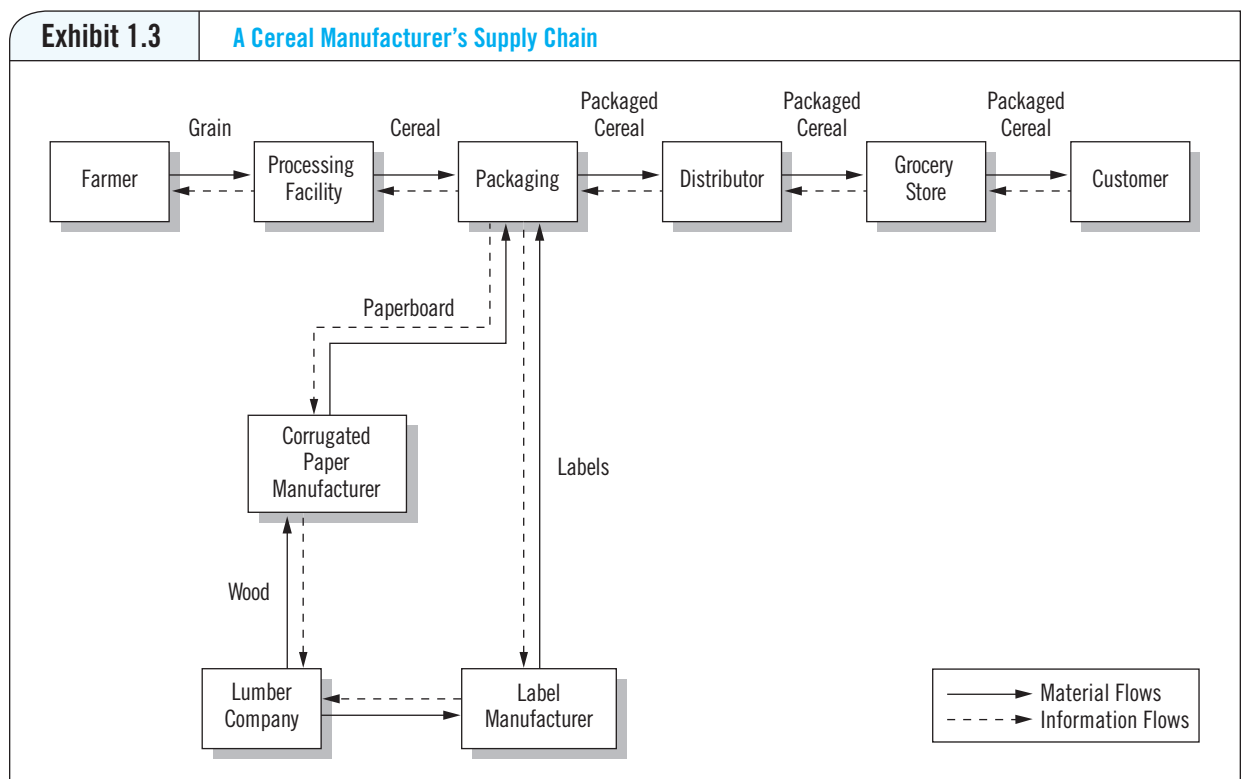 Exhibit 1.3
A Cereal Manufacturer's Supply Chain
Packaged
Cereal
Packaged
Cereal
Packaged
Cereal
Grain
Cereal
Farmer
Processing
Facility
Packaging
Distributor
Grocery
Store
Customer
Paperboard
Corrugated
Paper
Manufacturer
Labels
Wood
Lumber
Company
Label
Manufacturer
Material Flows
Information Flows